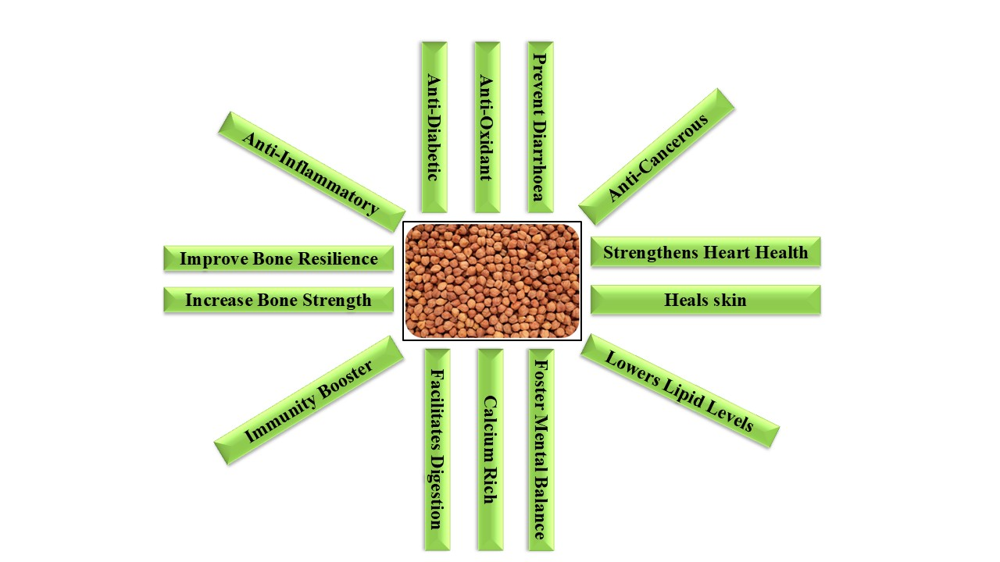 Anti-Diabetic
Anti-Oxidant
Prevent Diarrhoea
Anti-Inflammatory
Anti-Cancerous
Improve Bone Resilience
Strengthens Heart Health
Increase Bone Strength
Heals skin
Immunity Booster
Lowers Lipid Levels
Facilitates Digestion
Calcium Rich
Foster Mental Balance